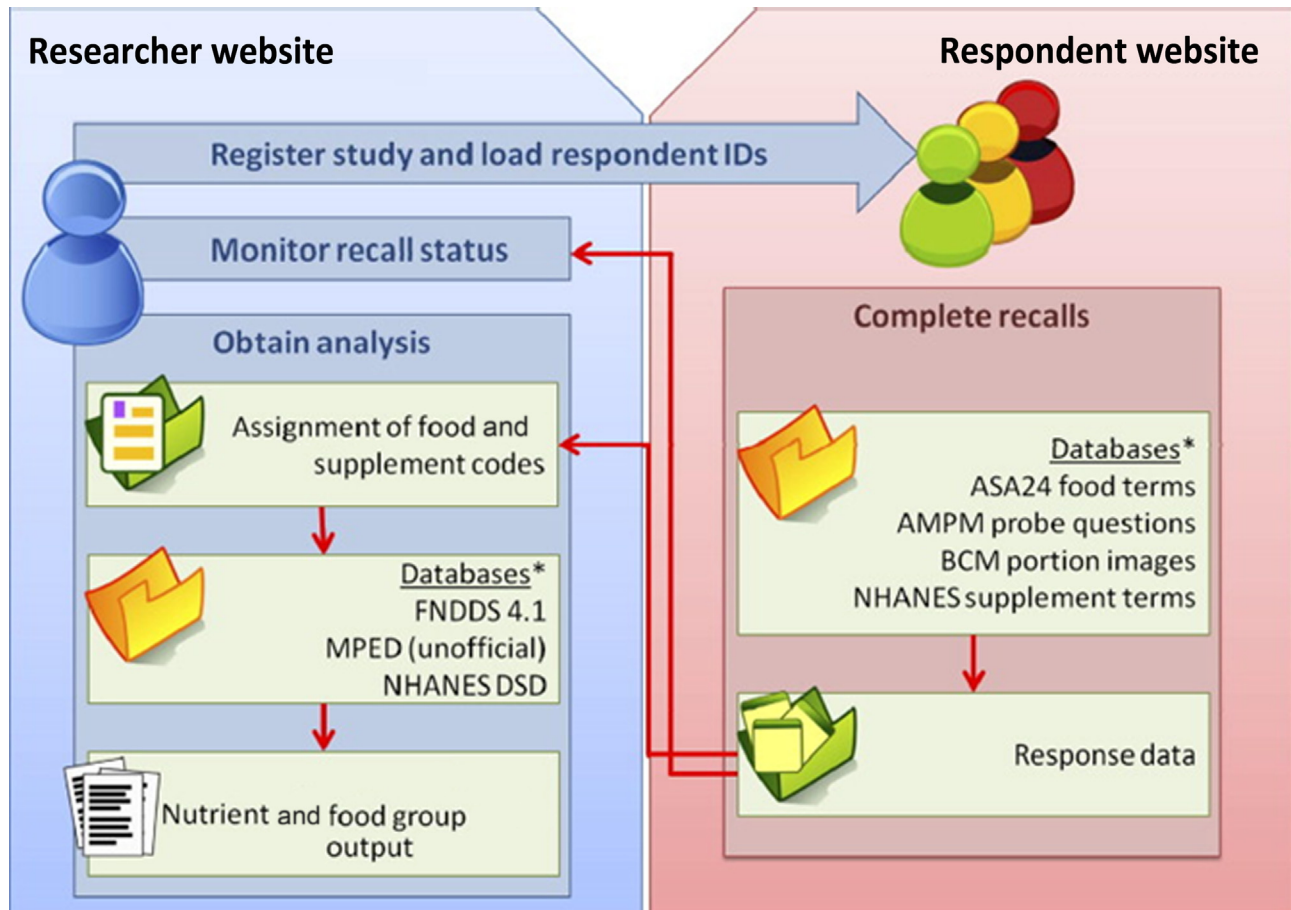 Researcher website
Respondent website
Register study and load respondent IDs
Monitor recall status
Obtain analysis
Assignment of food and
supplement codes
Databases*
FNDDS 4.1
MPED (unofficial)
NHANES DSD
Nutrient and food group
output
Complete recalls
Databases*
ASA24 food terms
AMPM probe questions
BCM portion images
NHANES supplement terms
Response data